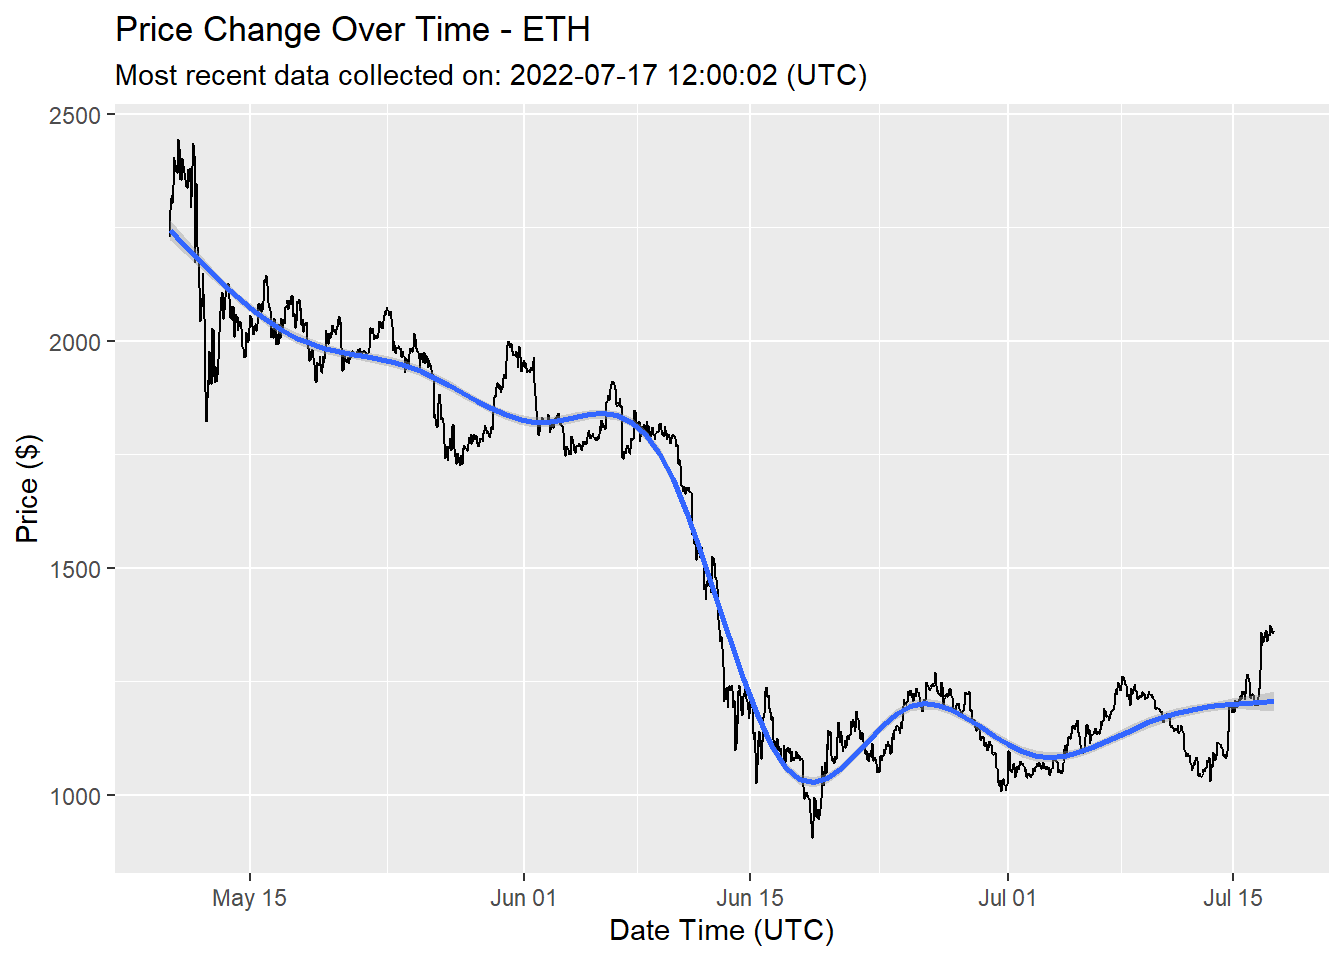 Price Change Over Time - ETH
Most recent data collected on: 2022-07-17 12:00:02 (UTC)
2500
2000
1500
1000
Price ($)
May 15
Jun 01
Jun 15
Jul 01
Jul 15
Date Time (UTC)